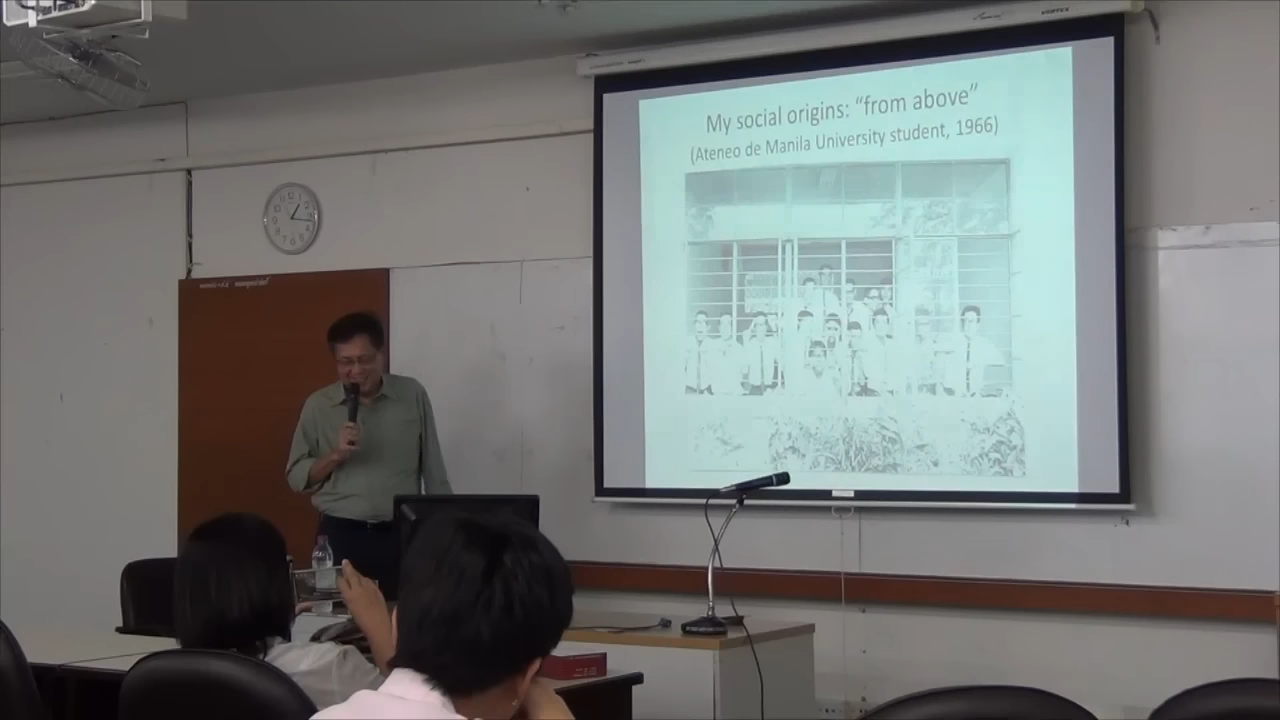 My social origins: “from above”
(Ateneo de Manila University student, 1966)